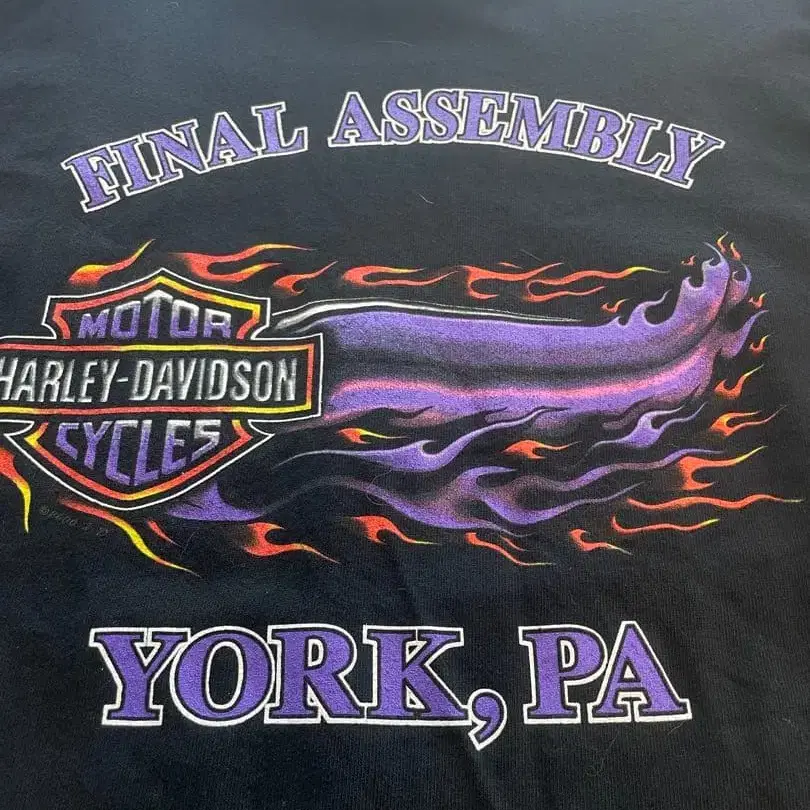 FINAL ASSEMBLY
MOTOR
HARLEY-DAVIDSON
CYCLES
YORK, PA